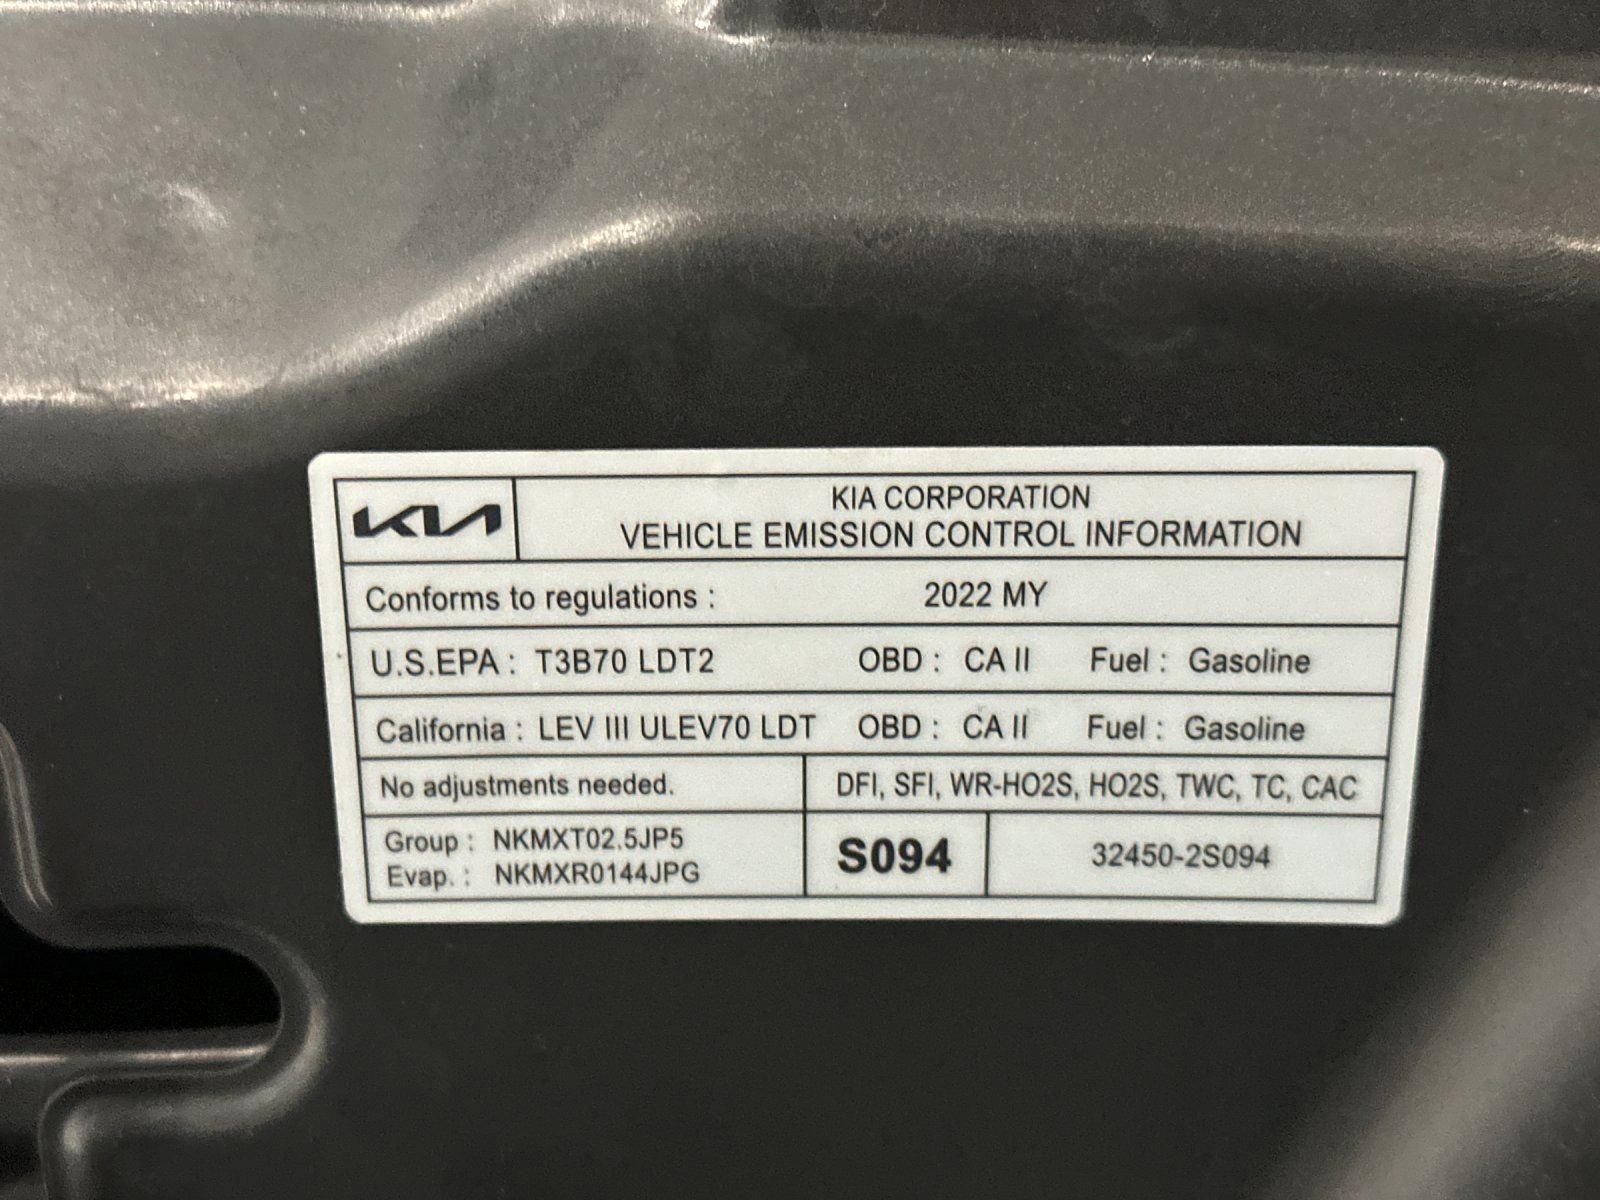 KIA KIA CORPORATION
VEHICLE EMISSION CONTROL INFORMATION
Conforms to regulations : 2022 MY
U.S.EPA : T3B70 LDT2 OBD : CA II Fuel : Gasoline
California : LEV III ULEV70 LDT OBD : CA II Fuel : Gasoline
No adjustments needed. DFI, SFI, WR-HO2S, HO2S, TWC, TC, CAC
Group : NKMXT02.5JP5
Evap. : NKMXR0144JPG
S094 32450-2S094